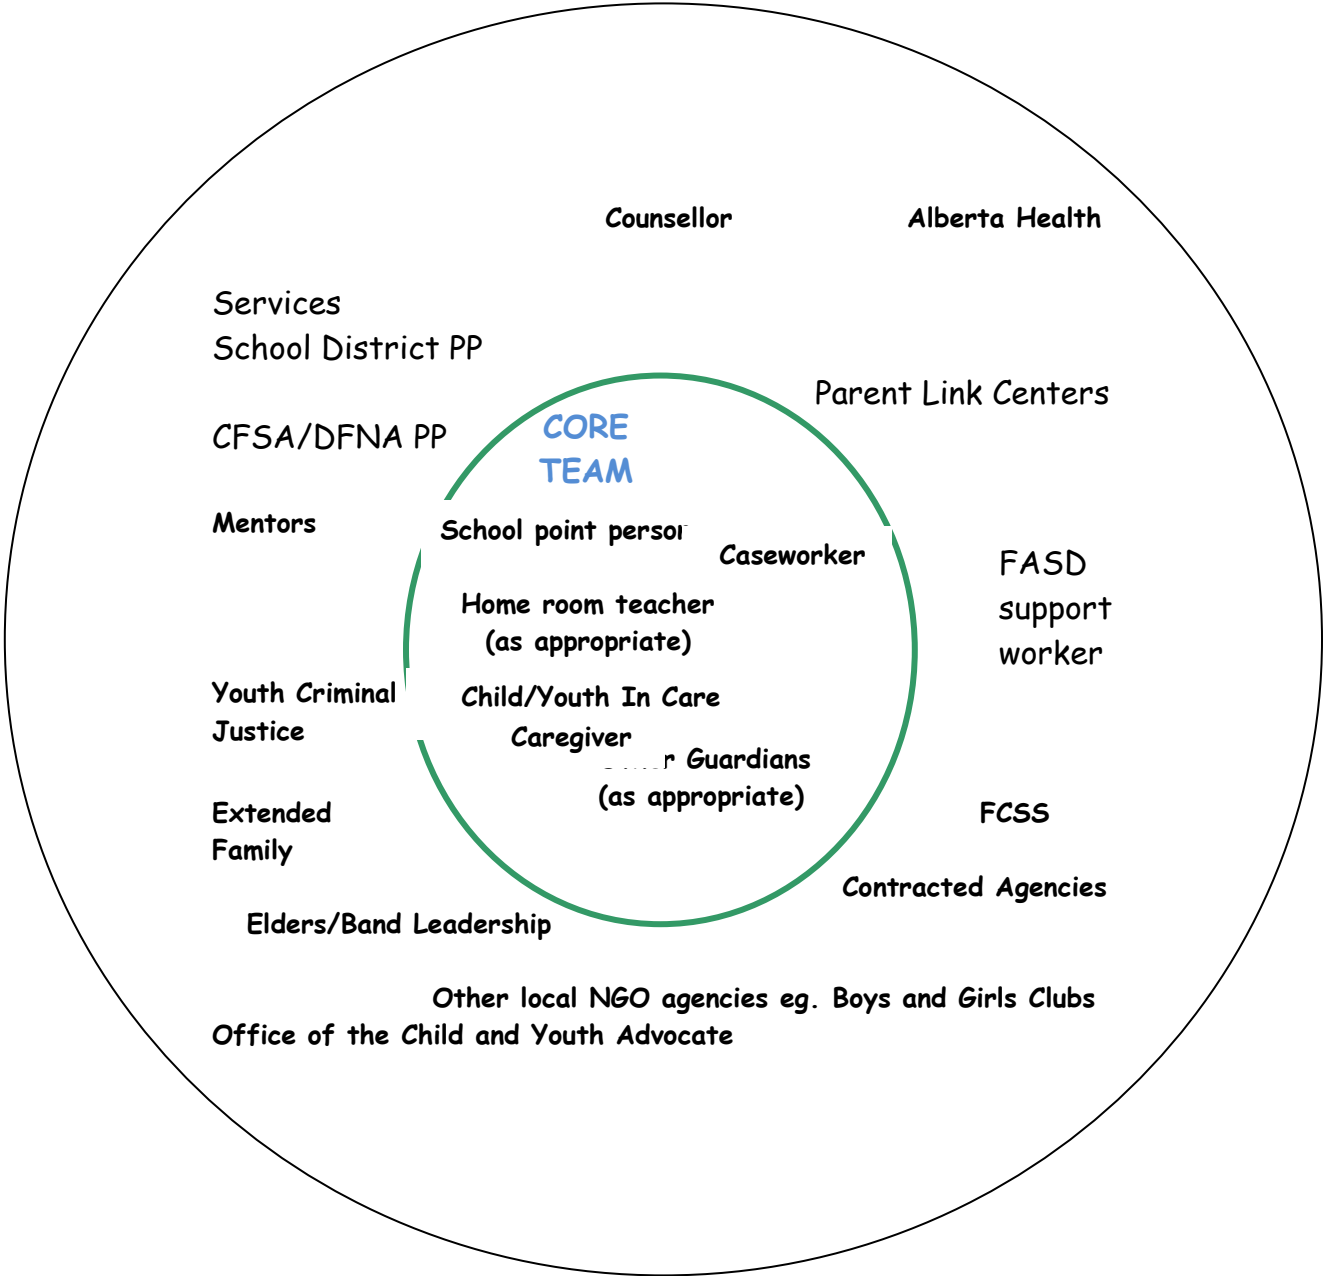 Counsellor Alberta Health
Services
School District PP
Parent Link Centers
CORE
CFSA/DFNA PP
TEAM
Mentors
School point
Caseworker
FASD
Home room teacher
support
(as appropriate)
worker
Youth Criminal
Child/Youth In Care
Justice
Caregiver
Guardians
(as appropriate)
Extended
FCSS
Family
Contracted Agencies
Elders/Band Leadership
Other local NGO agencies eg. Boys and Girls Clubs
Office of the Child and Youth Advocate